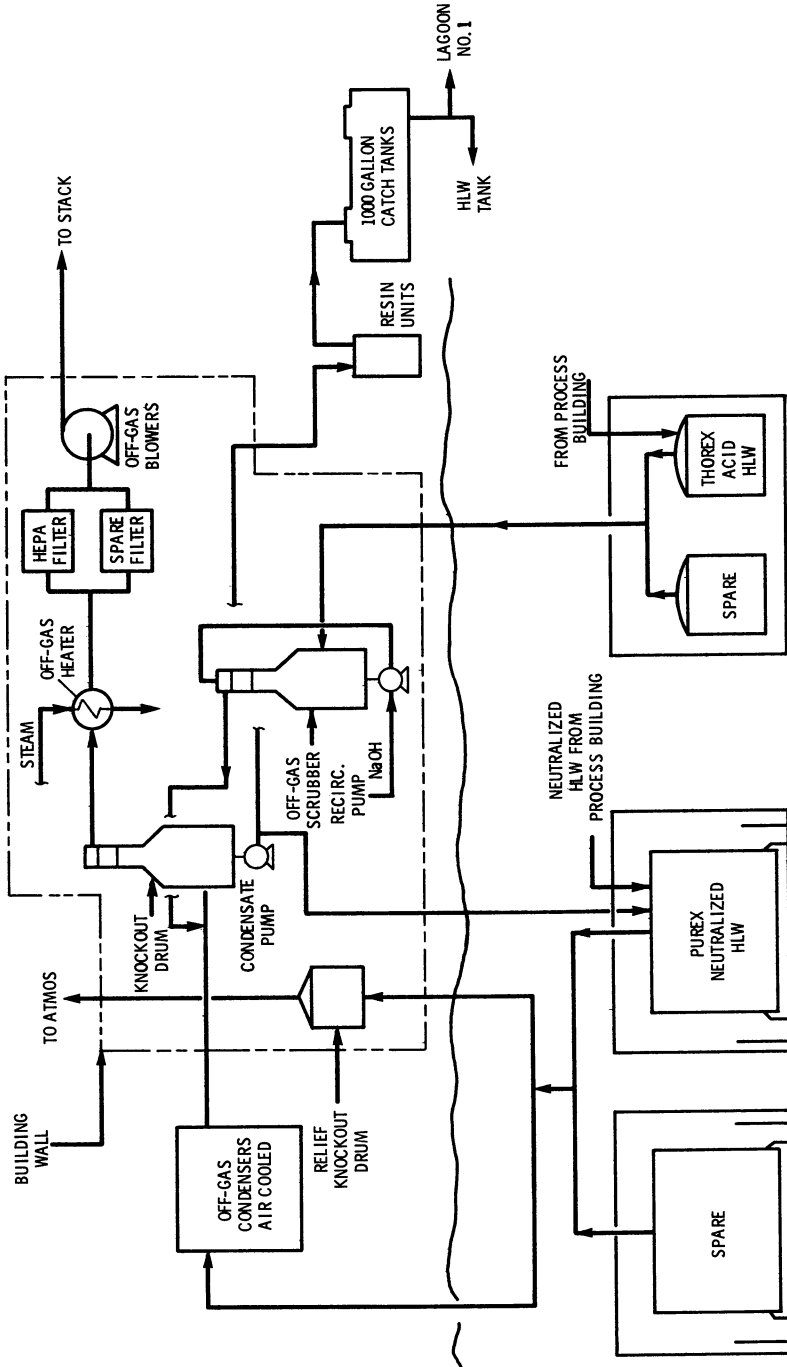 BUILDING
WALL
TO ATMOS
KNOCKOUT
DRUM
STEAM
OFF-GAS
HEATER
HEPA
FILTER
SPARE
FILTER
OFF-GAS
BLOWERS
TO STACK
OFF-GAS
CONDENSERS
AIR COOLED
RELIEF
KNOCKOUT
DRUM
CONDENSATE
PUMP
OFF-GAS
SCRUBBER
RECIRC.
PUMP
NaOH
RESIN
UNITS
1000 GALLON
CATCH TANKS
LAGOON
NO.1
HLW
TANK
SPARE
PUREX
NEUTRALIZED
HLW
NEUTRALIZED
HLW FROM
PROCESS BUILDING
SPARE
THOREX
ACID
HLW
FROM PROCESS
BUILDING